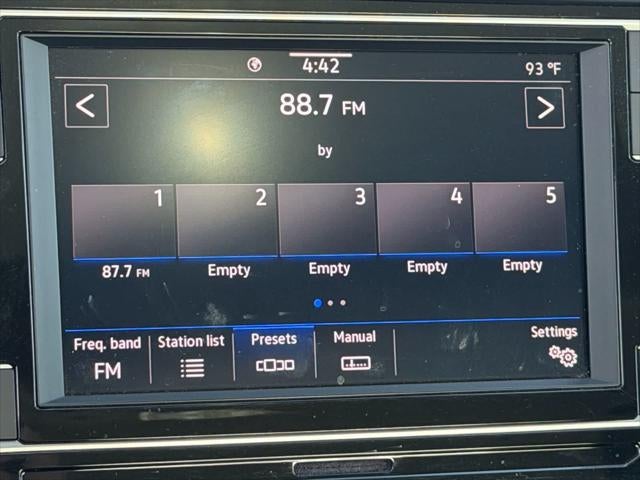 4:42
93 °F
88.7 FM
by
1 2 3 4 5
87.7 FM Empty Empty Empty Empty
Freq. band Station list Presets Manual Settings
FM